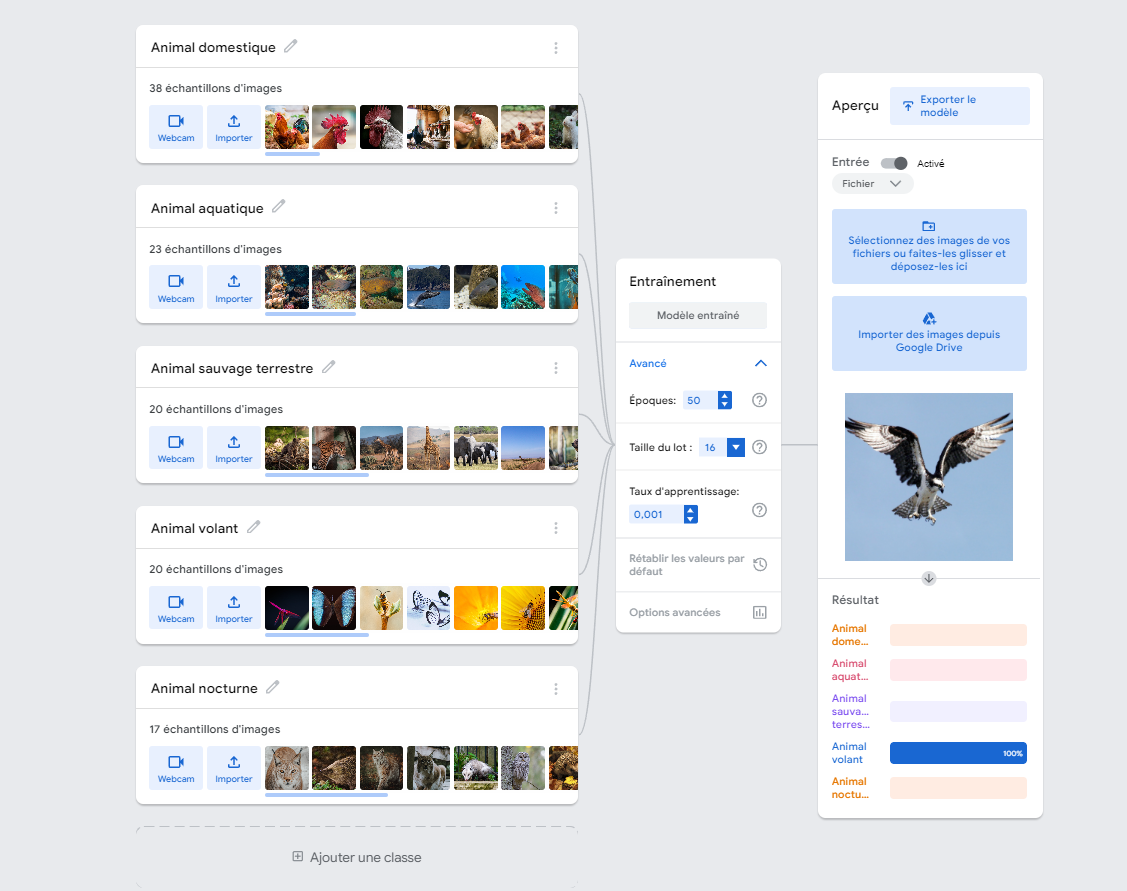 Animal domestique
38 échantillons d'images
Webcam
Importer
Animal aquatique
23 échantillons d'images
Webcam
Importer
Animal sauvage terrestre
20 échantillons d'images
Webcam
Importer
Animal volant
20 échantillons d'images
Webcam
Importer
Animal nocturne
17 échantillons d'images
Webcam
Importer
Ajouter une classe
Entraînement
Modèle entraîné
Avancé
Époques: 50
Taille du lot : 16
Taux d'apprentissage:
0,001
Rétablir les valeurs par
défaut
Options avancées
Aperçu
Exporter le
modèle
Entrée
Activé
Fichier
Sélectionnez des images de vos
fichiers ou faites-les glisser et
déposez-les ici
Importer des images depuis
Google Drive
Résultat
Animal
dome...
Animal
aquat...
Animal
sauva...
terres...
Animal
volant
100%
Animal
noctu...